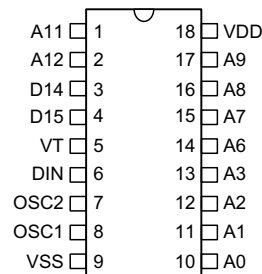 A11 1 18 VDD
A12 2 17 A9
D14 3 16 A8
D15 4 15 A7
VT 5 14 A6
DIN 6 13 A3
OSC2 7 12 A2
OSC1 8 11 A1
VSS 9 10 A0